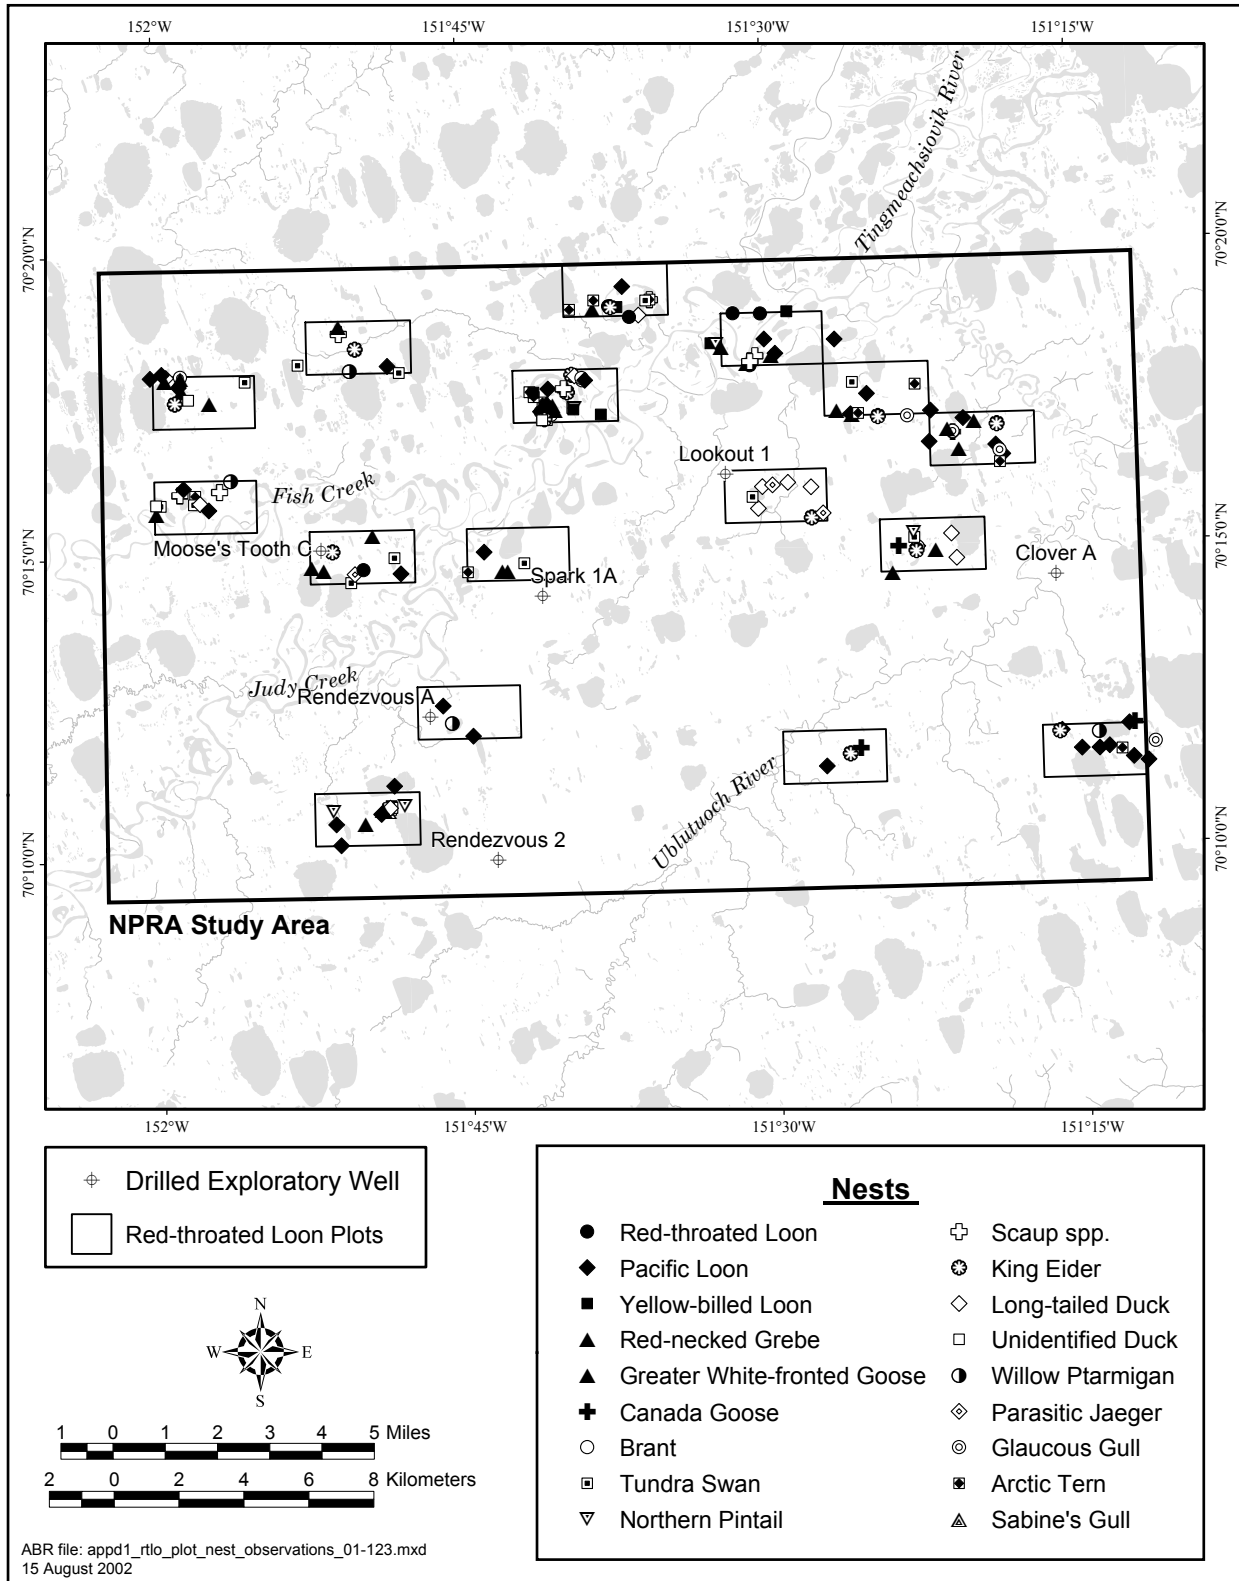 152°W 151°45'W 151°30'W 151°15'W
Tingmeachsiovik River
70°20'0"N 70°20'0"N
Lookout 1
Fish Creek
Moose's Tooth C
Clover A
70°15'0"N 70°15'0"N
Spark 1A
Judy Creek
Rendezvous A
Ublutuoch River
Rendezvous 2
70°10'0"N 70°10'0"N
NPRA Study Area
152°W 151°45'W 151°30'W 151°15'W
Drilled Exploratory Well
Red-throated Loon Plots
N
W E
S
1 0 1 2 3 4 5 Miles
2 0 2 4 6 8 Kilometers
Nests
Red-throated Loon
Pacific Loon
Yellow-billed Loon
Red-necked Grebe
Greater White-fronted Goose
Canada Goose
Brant
Tundra Swan
Northern Pintail
Scaup spp.
King Eider
Long-tailed Duck
Unidentified Duck
Willow Ptarmigan
Parasitic Jaeger
Glaucous Gull
Arctic Tern
Sabine's Gull
ABR file: appd1_rtlo_plot_nest_observations_01-123.mxd
15 August 2002